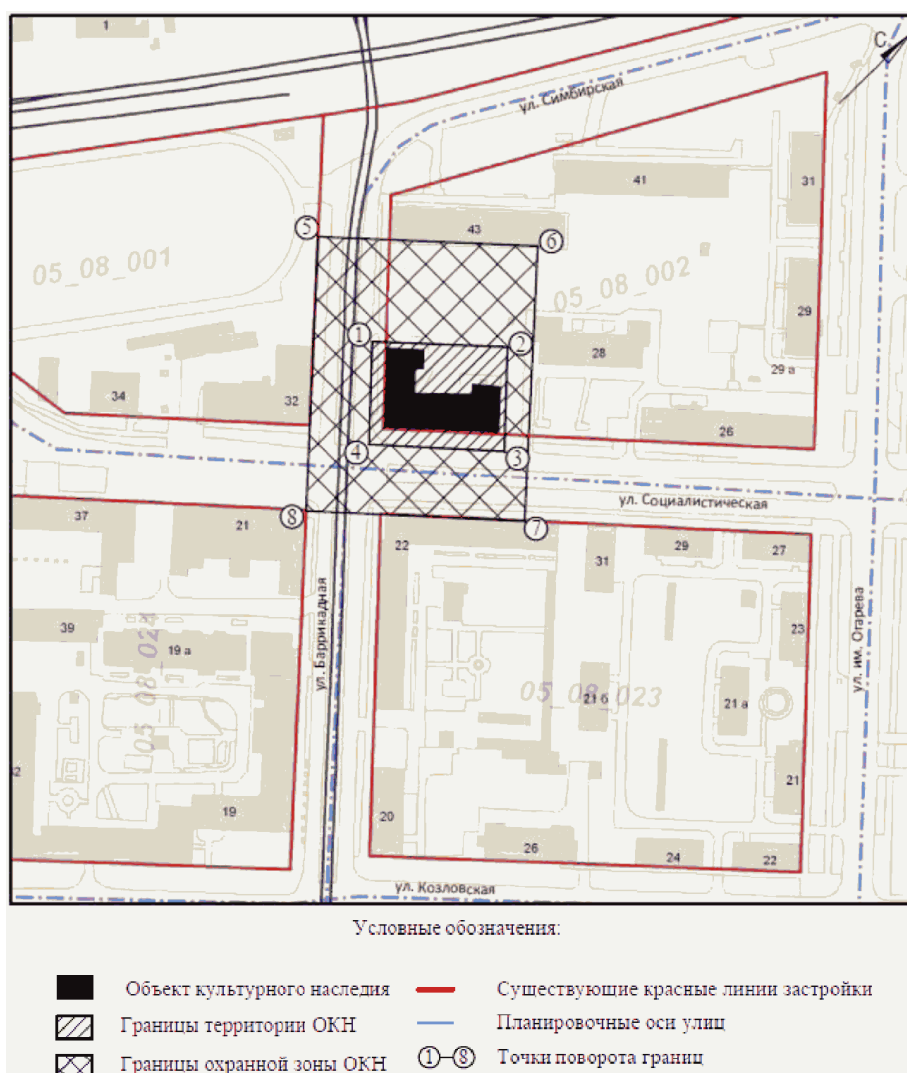 1
С
ул. Симбирская
41
31
43
5
6
05_08_001
05_08_002
29
1
2
28
29 а
34
32
26
4
3
ул. Социалистическая
8
7
37
21
22
31
29
27
ул. Баррикадная
ул. им. Огарева
39
19 а
05_08_024
23
05_08_023
21 б
21 а
21
19
20
26
24
22
ул. Козловская
Условные обозначения:
Объект культурного наследия
Существующие красные линии застройки
Границы территории ОКН
Планировочные оси улиц
Границы охранной зоны ОКН
1–8 Точки поворота границ